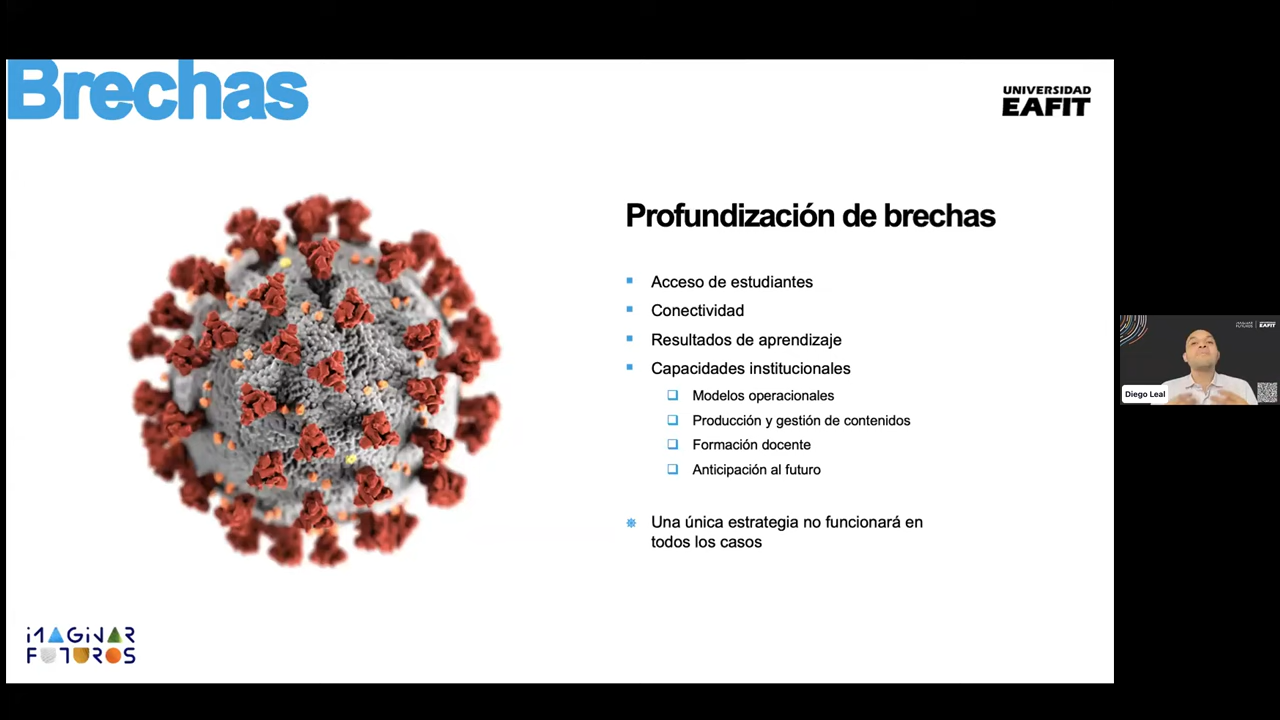 Brechas
UNIVERSIDAD
EAFIT
Profundización de brechas
Acceso de estudiantes
Conectividad
Resultados de aprendizaje
Capacidades institucionales
Modelos operacionales
Producción y gestión de contenidos
Formación docente
Anticipación al futuro
Una única estrategia no funcionará en
todos los casos
IMAGINAR
FUTUROS
Diego Leal